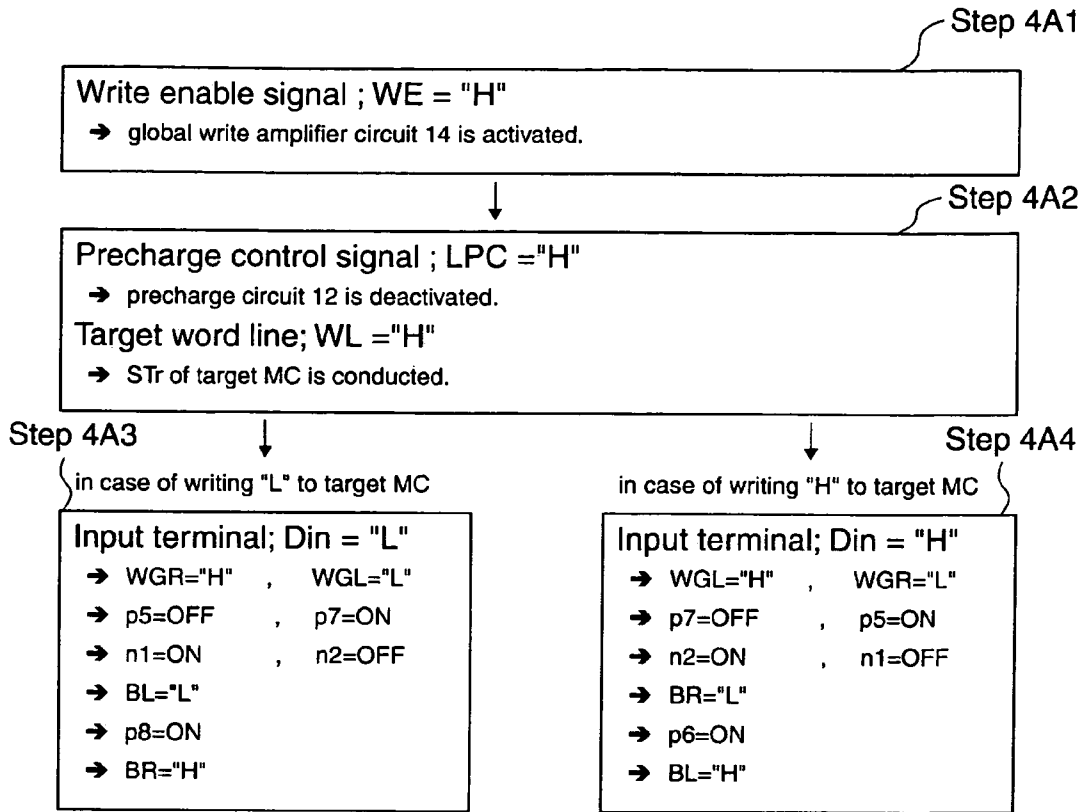 Step 4A1
Write enable signal ; WE = "H"
➔ global write amplifier circuit 14 is activated.
Step 4A2
Precharge control signal ; LPC ="H"
➔ precharge circuit 12 is deactivated.
Target word line; WL ="H"
➔ STr of target MC is conducted.
Step 4A3
in case of writing "L" to target MC
Input terminal; Din = "L"
➔ WGR="H" , WGL="L"
➔ p5=OFF , p7=ON
➔ n1=ON , n2=OFF
➔ BL="L"
➔ p8=ON
➔ BR="H"
Step 4A4
in case of writing "H" to target MC
Input terminal; Din = "H"
➔ WGL="H" , WGR="L"
➔ p7=OFF , p5=ON
➔ n2=ON , n1=OFF
➔ BR="L"
➔ p6=ON
➔ BL="H"